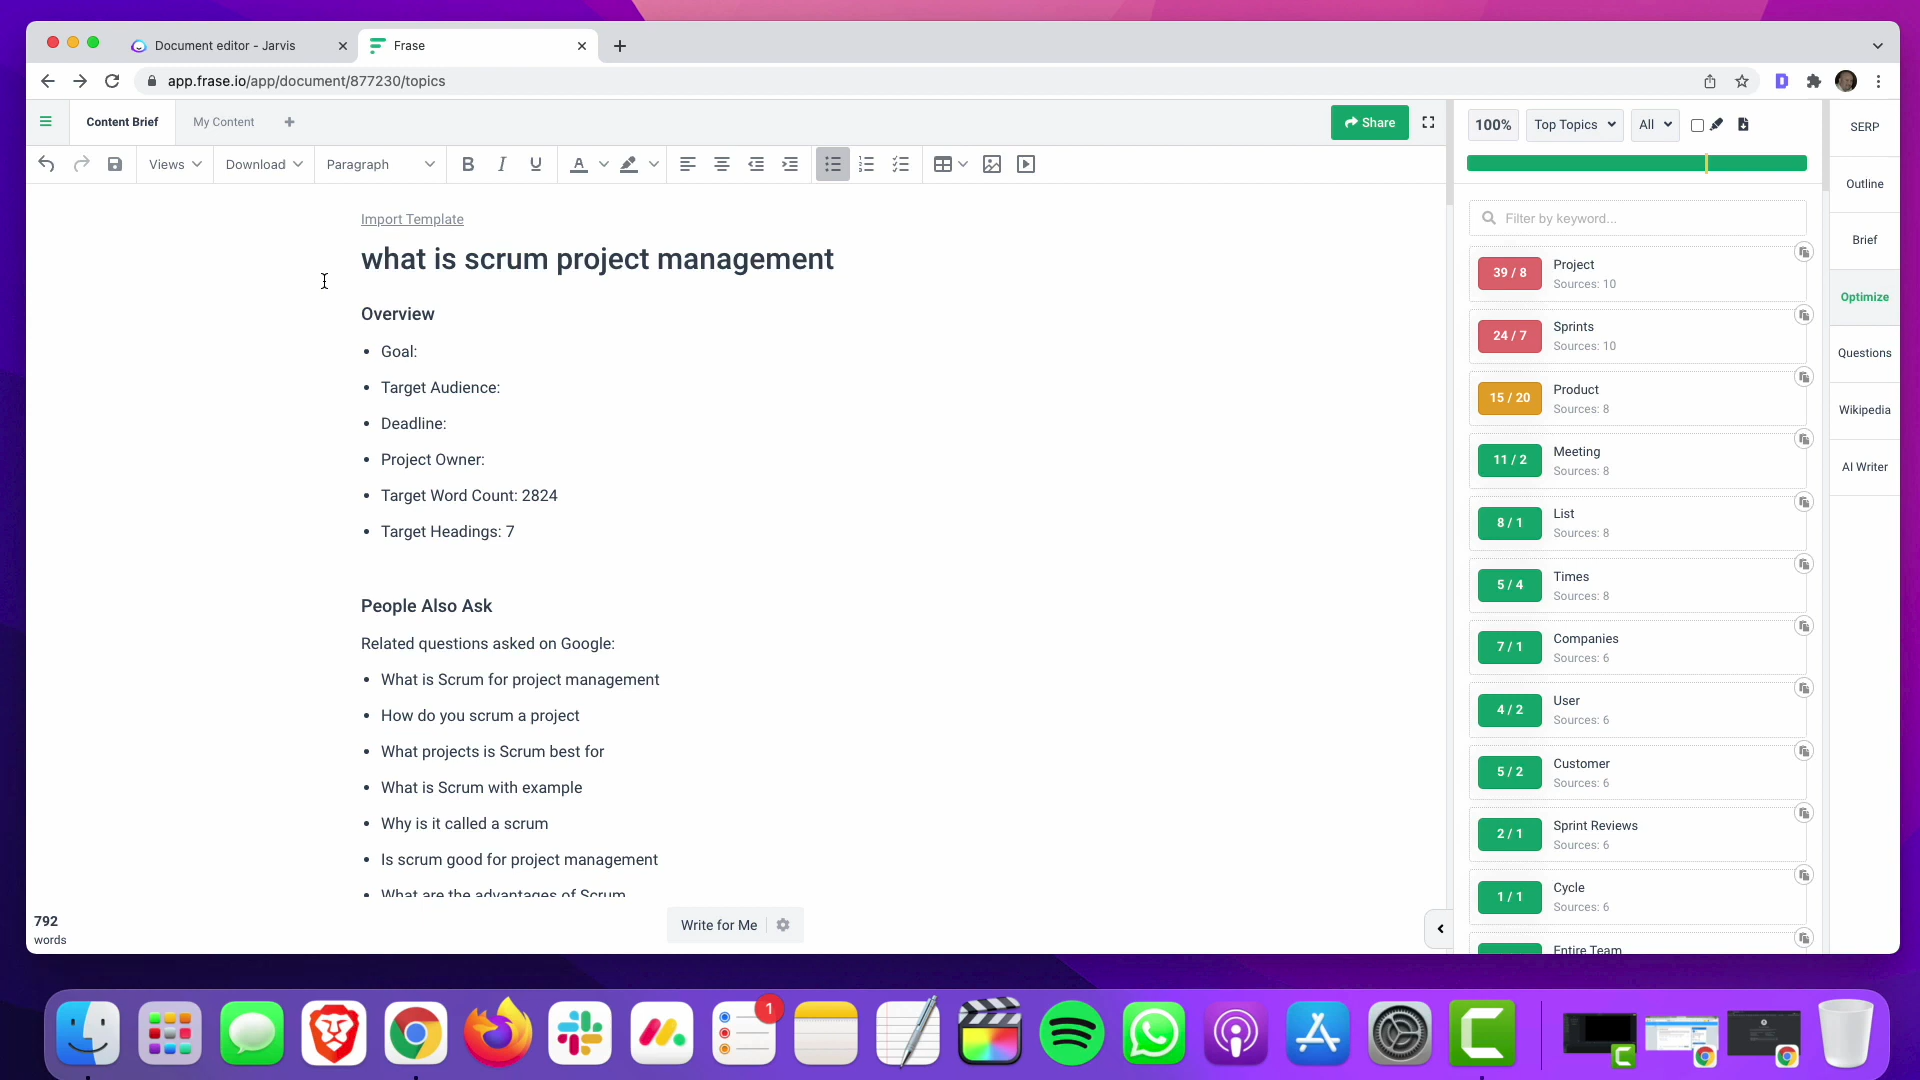 Document editor - Jarvis
Frase
app.frase.io/app/document/877230/topics
Content Brief
My Content
Share
100%
Top Topics
All
SERP
Views
Download
Paragraph
B
I
U
A
Outline
Import Template
Filter by keyword...
what is scrum project management
Brief
39 / 8
Project
Sources: 10
Overview
Optimize
24 / 7
Sprints
Sources: 10
Goal:
Questions
Target Audience:
15 / 20
Product
Sources: 8
Wikipedia
Deadline:
Project Owner:
11 / 2
Meeting
Sources: 8
AI Writer
Target Word Count: 2824
8 / 1
List
Sources: 8
Target Headings: 7
5 / 4
Times
Sources: 8
People Also Ask
Related questions asked on Google:
7 / 1
Companies
Sources: 6
What is Scrum for project management
How do you scrum a project
4 / 2
User
Sources: 6
What projects is Scrum best for
5 / 2
Customer
Sources: 6
What is Scrum with example
Why is it called a scrum
2 / 1
Sprint Reviews
Sources: 6
Is scrum good for project management
1 / 1
Cycle
Sources: 6
What are the advantages of Scrum
792
words
Write for Me
Entire Team
1